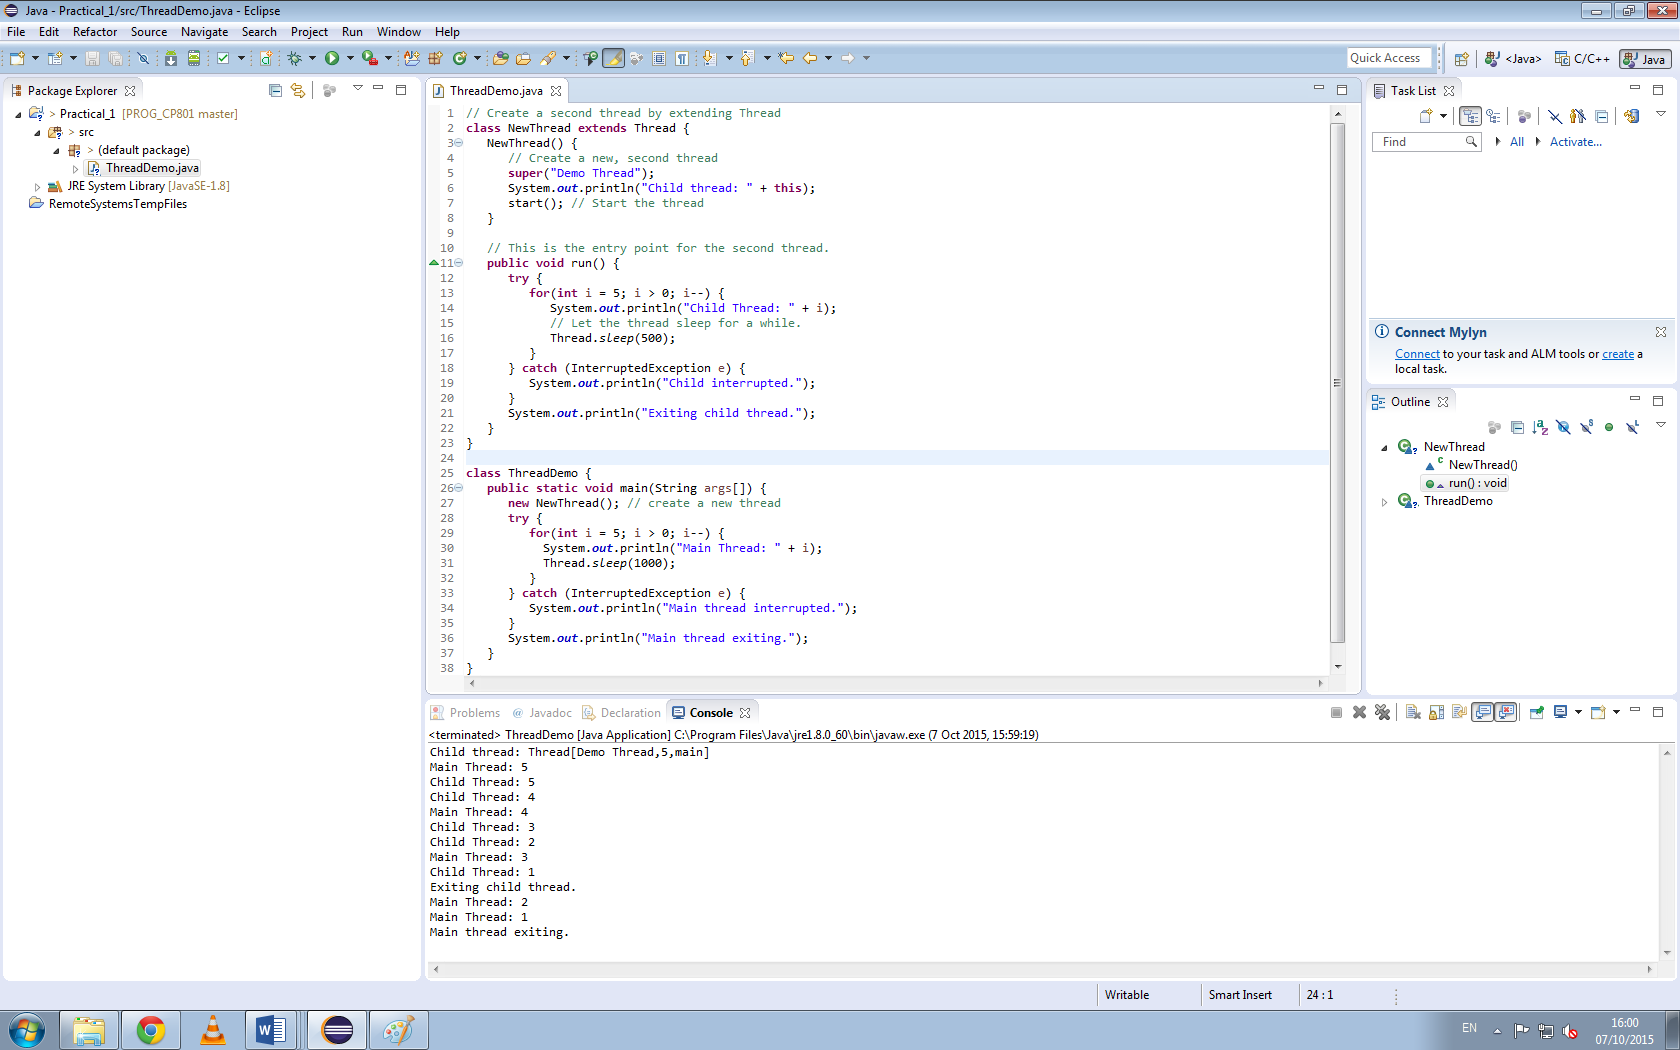 Java - Practical_1/src/ThreadDemo.java - Eclipse
File Edit Refactor Source Navigate Search Project Run Window Help
Quick Access
<Java> C/C++ Java
Package Explorer
> Practical_1 [PROG_CP801 master]
> src
> (default package)
ThreadDemo.java
JRE System Library [JavaSE-1.8]
RemoteSystemsTempFiles
ThreadDemo.java
1 // Create a second thread by extending Thread
2 class NewThread extends Thread {
3 NewThread() {
4 // Create a new, second thread
5 super("Demo Thread");
6 System.out.println("Child thread: " + this);
7 start(); // Start the thread
8 }
9
10 // This is the entry point for the second thread.
11 public void run() {
12 try {
13 for(int i = 5; i > 0; i--) {
14 System.out.println("Child Thread: " + i);
15 // Let the thread sleep for a while.
16 Thread.sleep(500);
17 }
18 } catch (InterruptedException e) {
19 System.out.println("Child interrupted.");
20 }
21 System.out.println("Exiting child thread.");
22 }
23 }
24
25 class ThreadDemo {
26 public static void main(String args[]) {
27 new NewThread(); // create a new thread
28 try {
29 for(int i = 5; i > 0; i--) {
30 System.out.println("Main Thread: " + i);
31 Thread.sleep(1000);
32 }
33 } catch (InterruptedException e) {
34 System.out.println("Main thread interrupted.");
35 }
36 System.out.println("Main thread exiting.");
37 }
38 }
Task List
Find All Activate...
Connect Mylyn
Connect to your task and ALM tools or create a
local task.
Outline
NewThread
NewThread()
run() : void
ThreadDemo
Problems @ Javadoc Declaration Console
<terminated> ThreadDemo [Java Application] C:\Program Files\Java\jre1.8.0_60\bin\javaw.exe (7 Oct 2015, 15:59:19)
Child thread: Thread[Demo Thread,5,main]
Main Thread: 5
Child Thread: 5
Child Thread: 4
Main Thread: 4
Child Thread: 3
Child Thread: 2
Main Thread: 3
Child Thread: 1
Exiting child thread.
Main Thread: 2
Main Thread: 1
Main thread exiting.
Writable Smart Insert 24 : 1
EN 16:00
07/10/2015